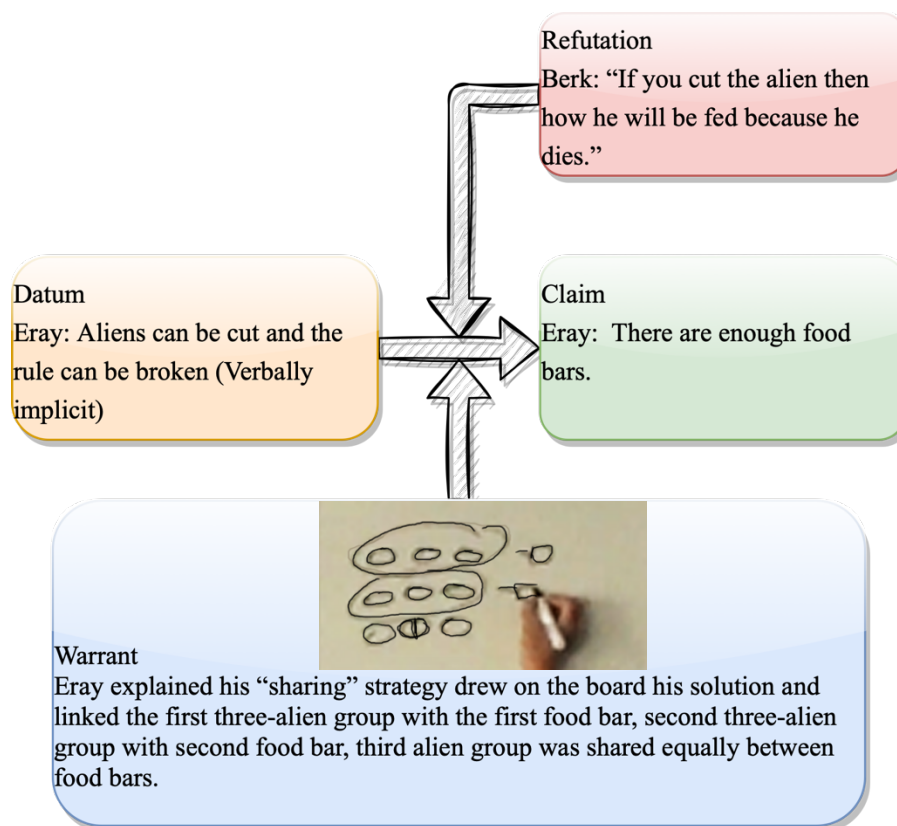 Refutation
Berk: “If you cut the alien then
how he will be fed because he
dies.”
Datum
Eray: Aliens can be cut and the
rule can be broken (Verbally
implicit)
Claim
Eray:  There are enough food
bars.
Warrant
Eray explained his “sharing” strategy drew on the board his solution and
linked the first three-alien group with the first food bar, second three-alien
group with second food bar, third alien group was shared equally between
food bars.